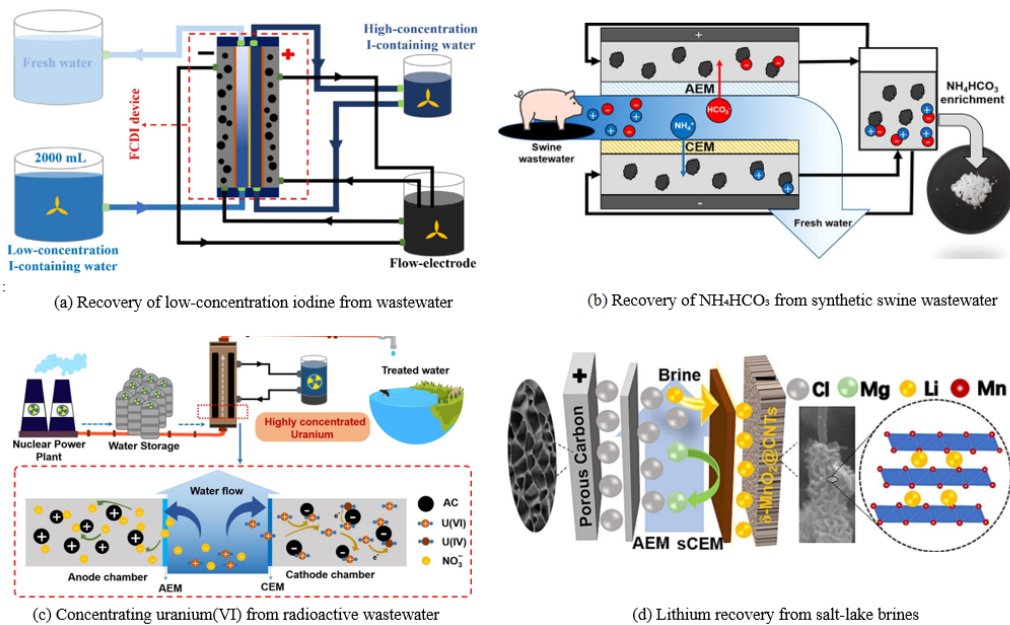 Fresh water
High-concentration
I-containing water
−
+
FCDI device
2000 mL
Low-concentration
I-containing water
Flow-electrode
:
(a) Recovery of low-concentration iodine from wastewater
+
AEM
HCO₃⁻
NH₄⁺
CEM
−
Swine
wastewater
Fresh water
NH₄HCO₃
enrichment
(b) Recovery of NH₄HCO₃ from synthetic swine wastewater
Nuclear Power
Plant
Water Storage
Highly concentrated
Uranium
Treated water
Water flow
Anode chamber
AEM
CEM
Cathode chamber
AC
U(VI)
U(IV)
NO₃⁻
e⁻
e⁻
(c) Concentrating uranium(VI) from radioactive wastewater
+
Porous Carbon
Brine
AEM sCEM
δ-MnO₂@CNTs
Cl Mg Li Mn
(d) Lithium recovery from salt-lake brines